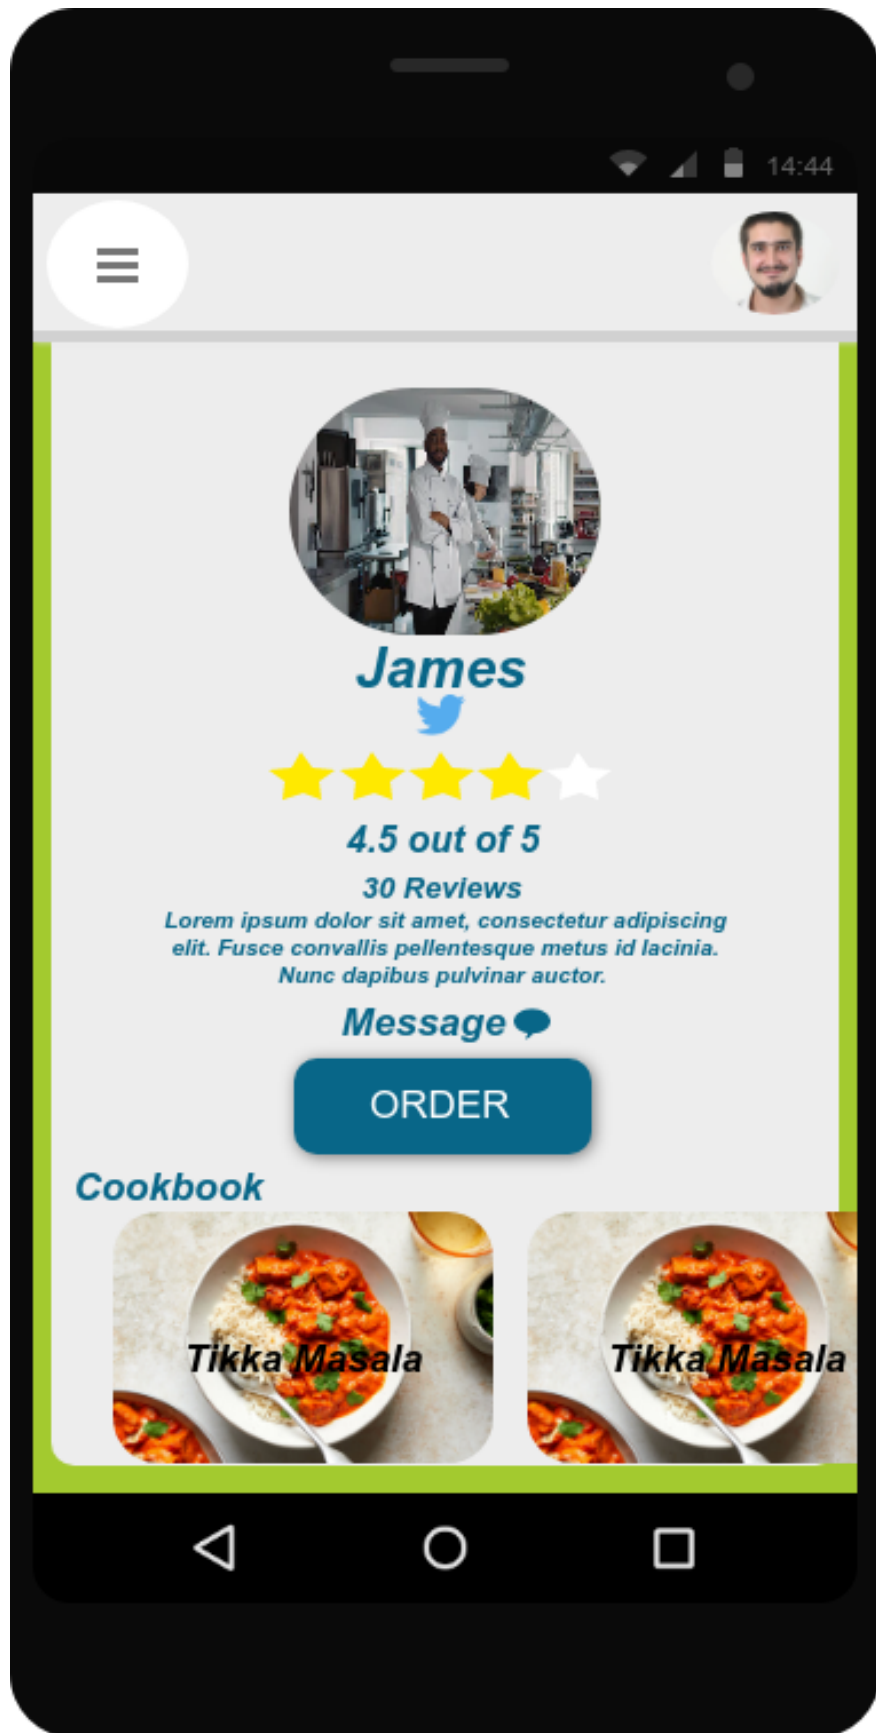 14:44
James
4.5 out of 5
30 Reviews
Lorem ipsum dolor sit amet, consectetur adipiscing
elit. Fusce convallis pellentesque metus id lacinia.
Nunc dapibus pulvinar auctor.
Message
ORDER
Cookbook
Tikka Masala
Tikka Masala